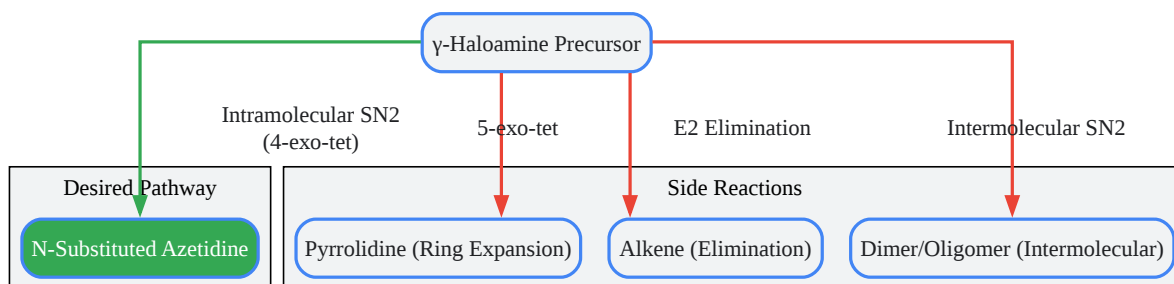 γ-Haloamine Precursor
Intramolecular SN2
(4-exo-tet)
5-exo-tet
E2 Elimination
Intermolecular SN2
Desired Pathway
Side Reactions
N-Substituted Azetidine
Pyrrolidine (Ring Expansion)
Alkene (Elimination)
Dimer/Oligomer (Intermolecular)